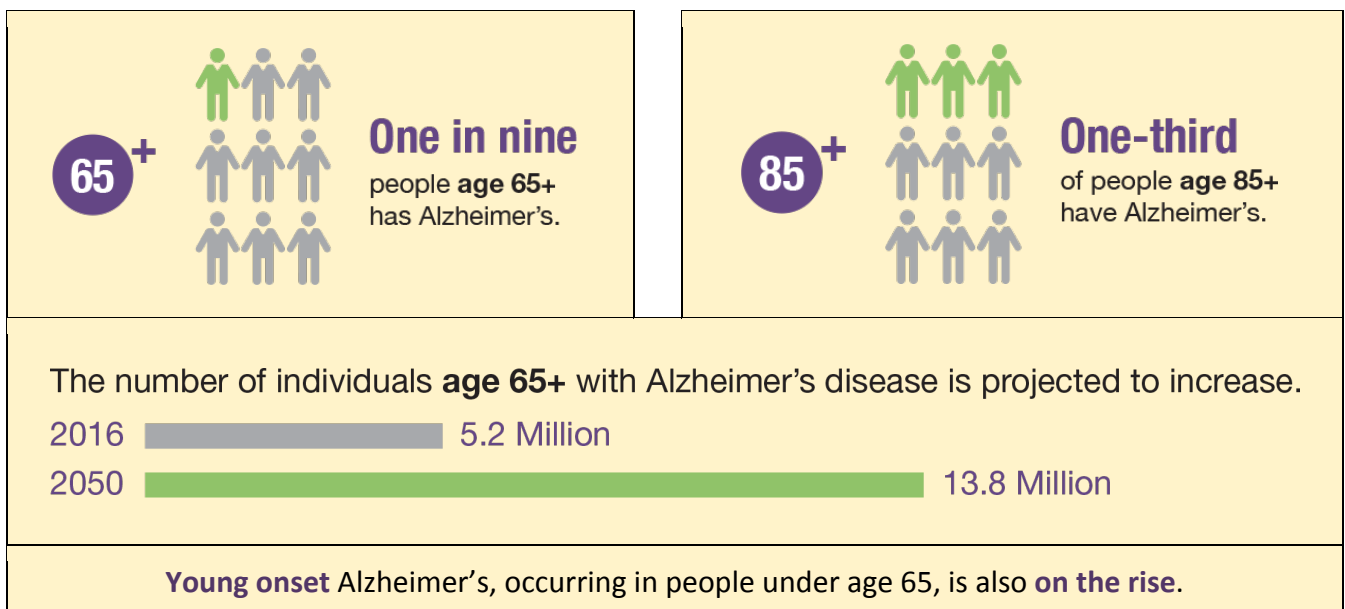 65+
One in nine
people age 65+
has Alzheimer's.
85+
One-third
of people age 85+
have Alzheimer's.
The number of individuals age 65+ with Alzheimer's disease is projected to increase.
2016 5.2 Million
2050 13.8 Million
Young onset Alzheimer's, occurring in people under age 65, is also on the rise.